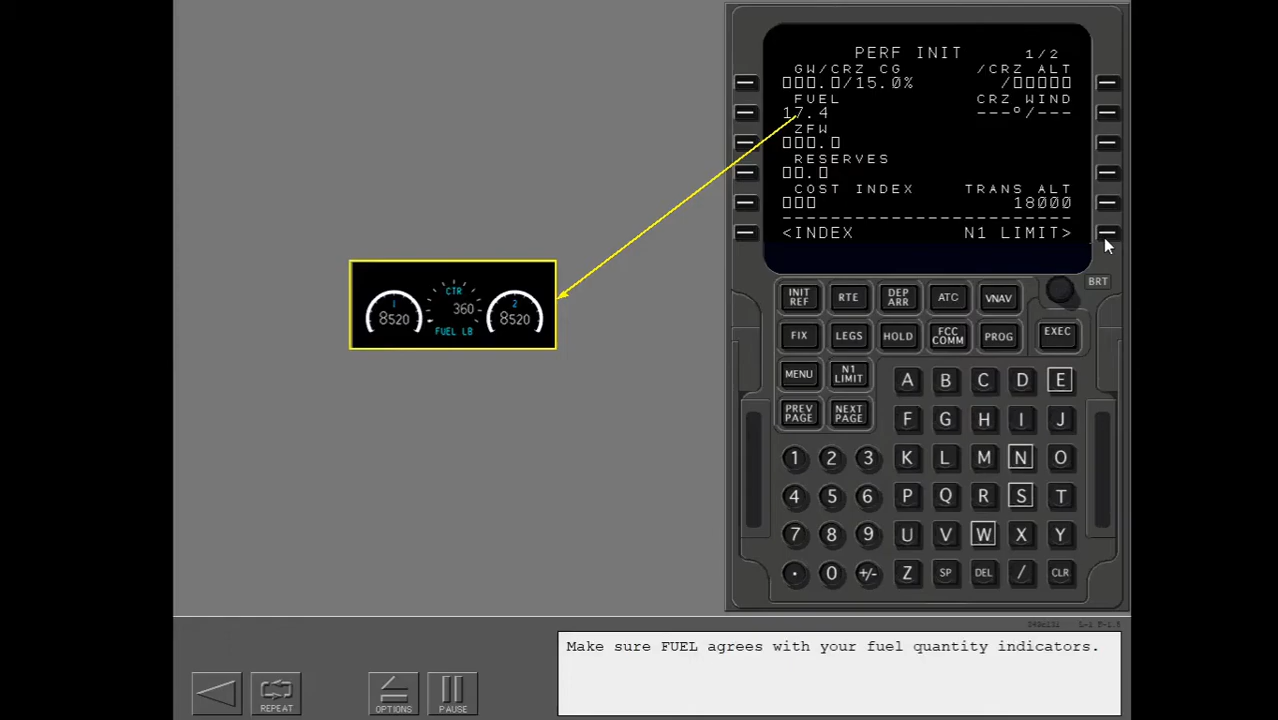 PERF INIT 1/2
GW/CRZ CG /CRZ ALT
▯▯▯.▯/15.0% /▯▯▯▯▯
FUEL CRZ WIND
17.4 ---°/---
ZFW
▯▯▯.▯
RESERVES
▯▯.▯
COST INDEX TRANS ALT
▯▯▯ 18000
------------------------
<INDEX N1 LIMIT>
1 CTR 2
8520 360 8520
FUEL LB
BRT
INIT REF RTE DEP ARR ATC VNAV
FIX LEGS HOLD FCC COMM PROG EXEC
MENU N1 LIMIT
PREV PAGE NEXT PAGE
A B C D E
F G H I J
1 2 3 K L M N O
4 5 6 P Q R S T
7 8 9 U V W X Y
. 0 +/- Z SP DEL / CLR
Make sure FUEL agrees with your fuel quantity indicators.
REPEAT OPTIONS PAUSE